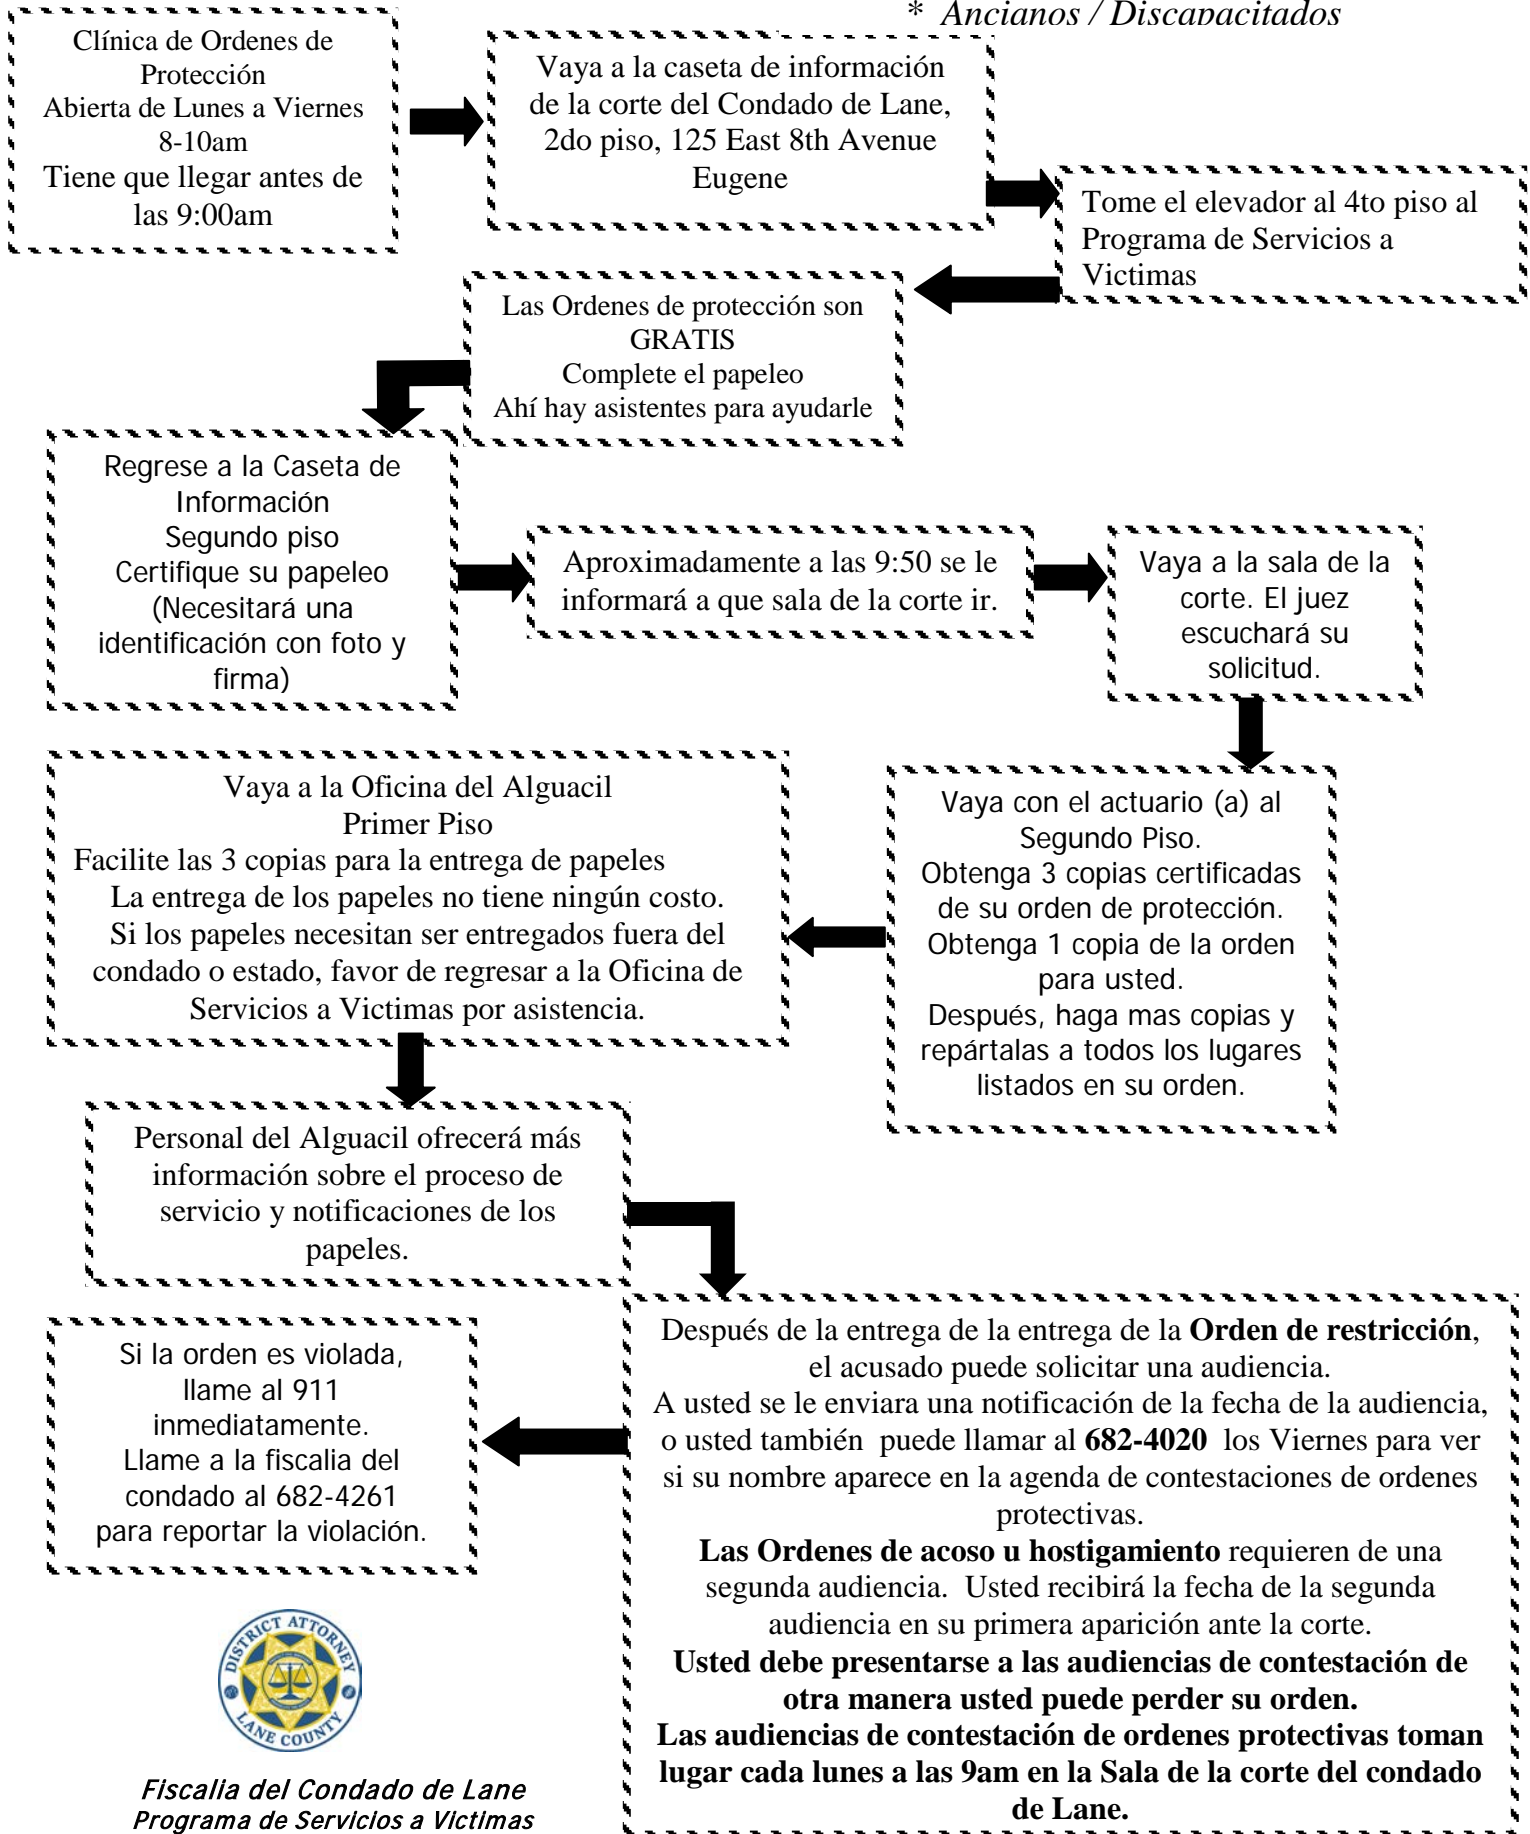 * Ancianos / Discapacitados
Clínica de Ordenes de
Protección
Abierta de Lunes a Viernes
8-10am
Tiene que llegar antes de
las 9:00am
Vaya a la caseta de información
de la corte del Condado de Lane,
2do piso, 125 East 8th Avenue
Eugene
Tome el elevador al 4to piso al
Programa de Servicios a
Victimas
Las Ordenes de protección son
GRATIS
Complete el papeleo
Ahí hay asistentes para ayudarle
Regrese a la Caseta de
Información
Segundo piso
Certifique su papeleo
(Necesitará una
identificación con foto y
firma)
Aproximadamente a las 9:50 se le
informará a que sala de la corte ir.
Vaya a la sala de la
corte. El juez
escuchará su
solicitud.
Vaya con el actuario (a) al
Segundo Piso.
Obtenga 3 copias certificadas
de su orden de protección.
Obtenga 1 copia de la orden
para usted.
Después, haga mas copias y
repártalas a todos los lugares
listados en su orden.
Vaya a la Oficina del Alguacil
Primer Piso
Facilite las 3 copias para la entrega de papeles
La entrega de los papeles no tiene ningún costo.
Si los papeles necesitan ser entregados fuera del
condado o estado, favor de regresar a la Oficina de
Servicios a Victimas por asistencia.
Personal del Alguacil ofrecerá más
información sobre el proceso de
servicio y notificaciones de los
papeles.
Después de la entrega de la entrega de la Orden de restricción,
el acusado puede solicitar una audiencia.
A usted se le enviara una notificación de la fecha de la audiencia,
o usted también puede llamar al 682-4020 los Viernes para ver
si su nombre aparece en la agenda de contestaciones de ordenes
protectivas.
Las Ordenes de acoso u hostigamiento requieren de una
segunda audiencia. Usted recibirá la fecha de la segunda
audiencia en su primera aparición ante la corte.
Usted debe presentarse a las audiencias de contestación de
otra manera usted puede perder su orden.
Las audiencias de contestación de ordenes protectivas toman
lugar cada lunes a las 9am en la Sala de la corte del condado
de Lane.
Si la orden es violada,
llame al 911
inmediatamente.
Llame a la fiscalia del
condado al 682-4261
para reportar la violación.
DISTRICT ATTORNEY
LANE COUNTY
Fiscalia del Condado de Lane
Programa de Servicios a Victimas